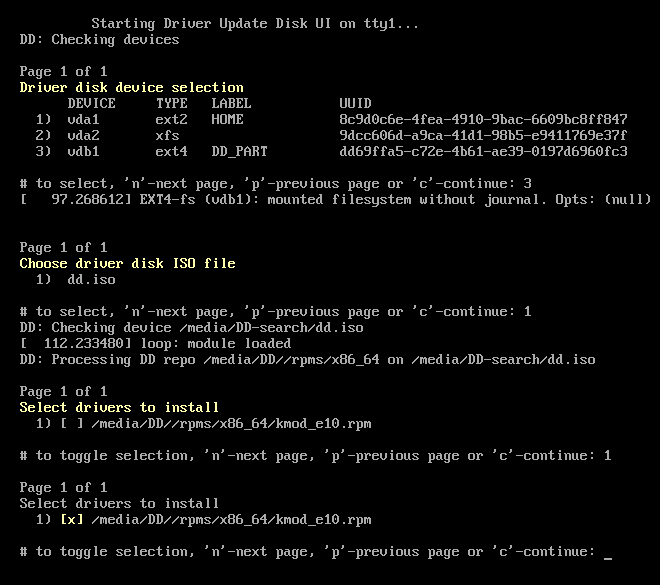 Starting Driver Update Disk UI on tty1...
DD: Checking devices
Page 1 of 1
Driver disk device selection
DEVICE TYPE LABEL UUID
1) vda1 ext2 HOME 8c9d0c6e-4fea-4910-9bac-6609bc8ff847
2) vda2 xfs 9dcc606d-a9ca-41d1-98b5-e9411769e37f
3) vdb1 ext4 DD_PART dd69ffa5-c72e-4b61-ae39-0197d6960fc3
# to select, 'n'-next page, 'p'-previous page or 'c'-continue: 3
[   97.268612] EXT4-fs (vdb1): mounted filesystem without journal. Opts: (null)
Page 1 of 1
Choose driver disk ISO file
1) dd.iso
# to select, 'n'-next page, 'p'-previous page or 'c'-continue: 1
DD: Checking device /media/DD-search/dd.iso
[  112.233480] loop: module loaded
DD: Processing DD repo /media/DD//rpms/x86_64 on /media/DD-search/dd.iso
Page 1 of 1
Select drivers to install
1) [ ] /media/DD//rpms/x86_64/kmod_e10.rpm
# to toggle selection, 'n'-next page, 'p'-previous page or 'c'-continue: 1
Page 1 of 1
Select drivers to install
1) [x] /media/DD//rpms/x86_64/kmod_e10.rpm
# to toggle selection, 'n'-next page, 'p'-previous page or 'c'-continue: _